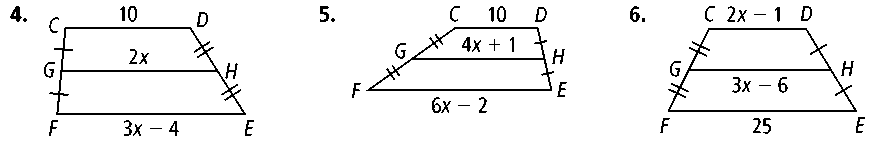 4. C 10 D
G 2x H
F 3x − 4 E
5. C 10 D
G 4x + 1 H
F 6x − 2 E
6. C 2x − 1 D
G 3x − 6 H
F 25 E